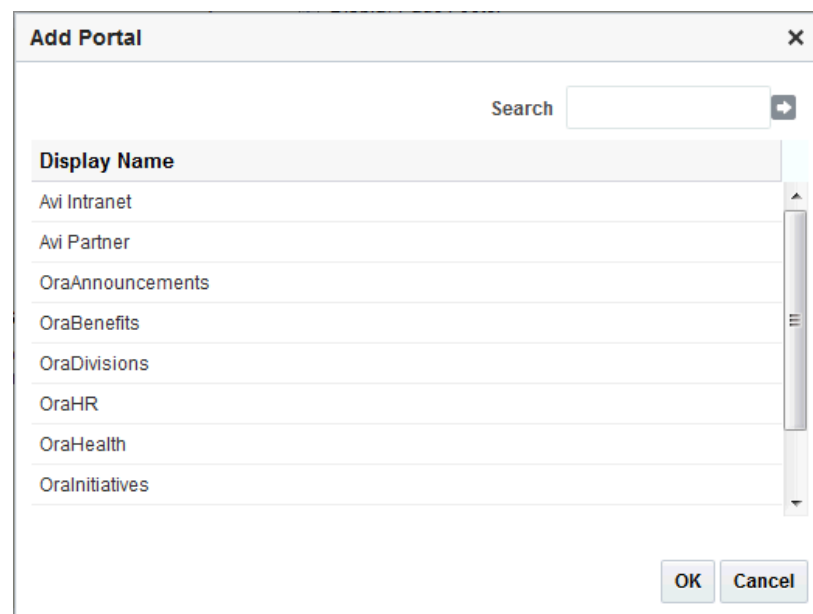 Add Portal
Search
Display Name
Avi Intranet
Avi Partner
OraAnnouncements
OraBenefits
OraDivisions
OraHR
OraHealth
OraInitiatives
OK Cancel